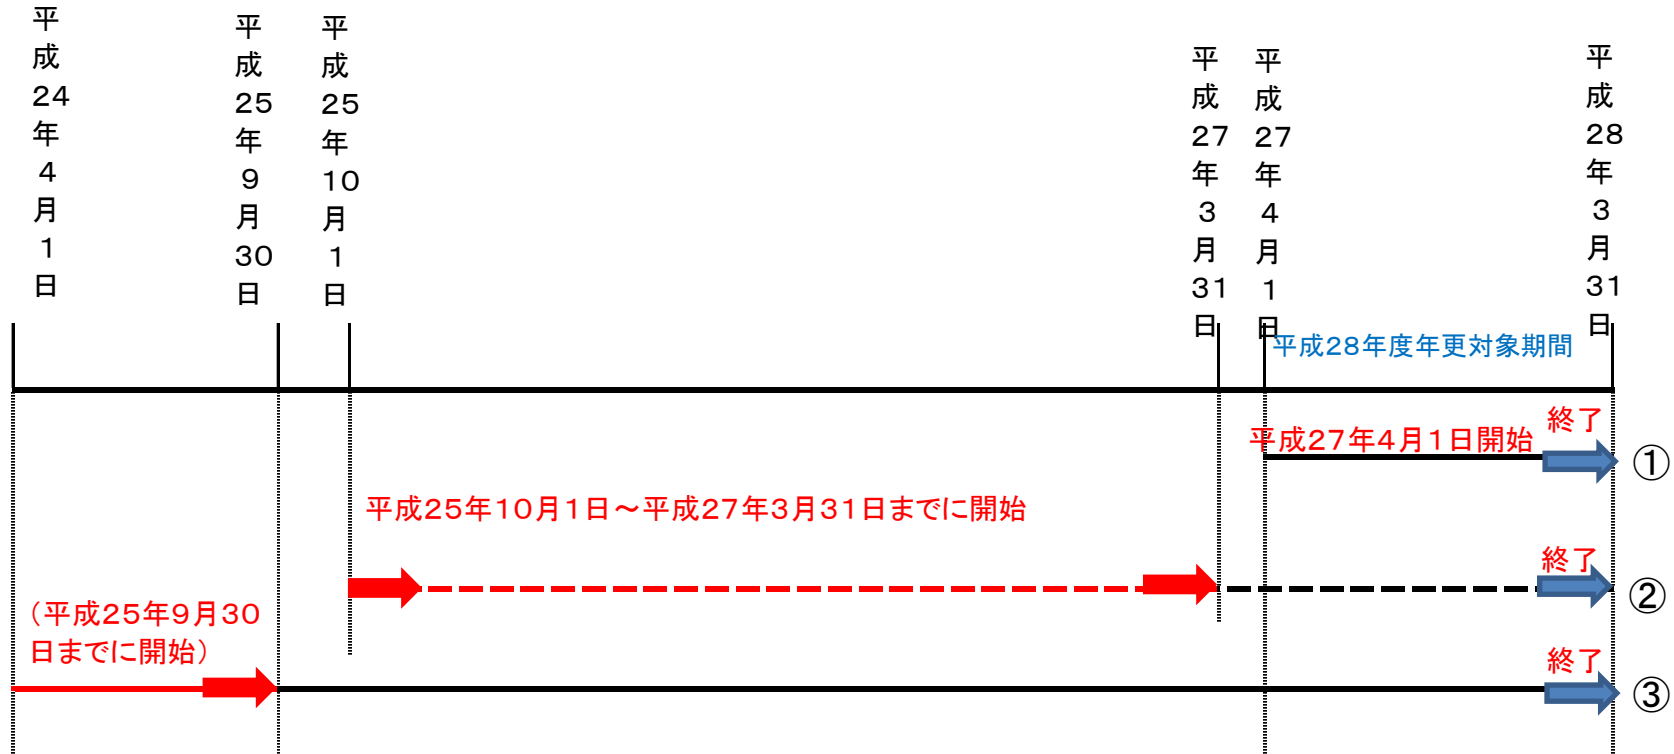 平成24年4月1日
平成25年9月30日
平成25年10月1日
平成27年3月31日
平成27年4月1日
平成28年3月31日
平成28年度年更対象期間
終了
平成27年4月1日開始
①
平成25年10月1日～平成27年3月31日までに開始
終了
②
（平成25年9月30
日までに開始）
終了
③